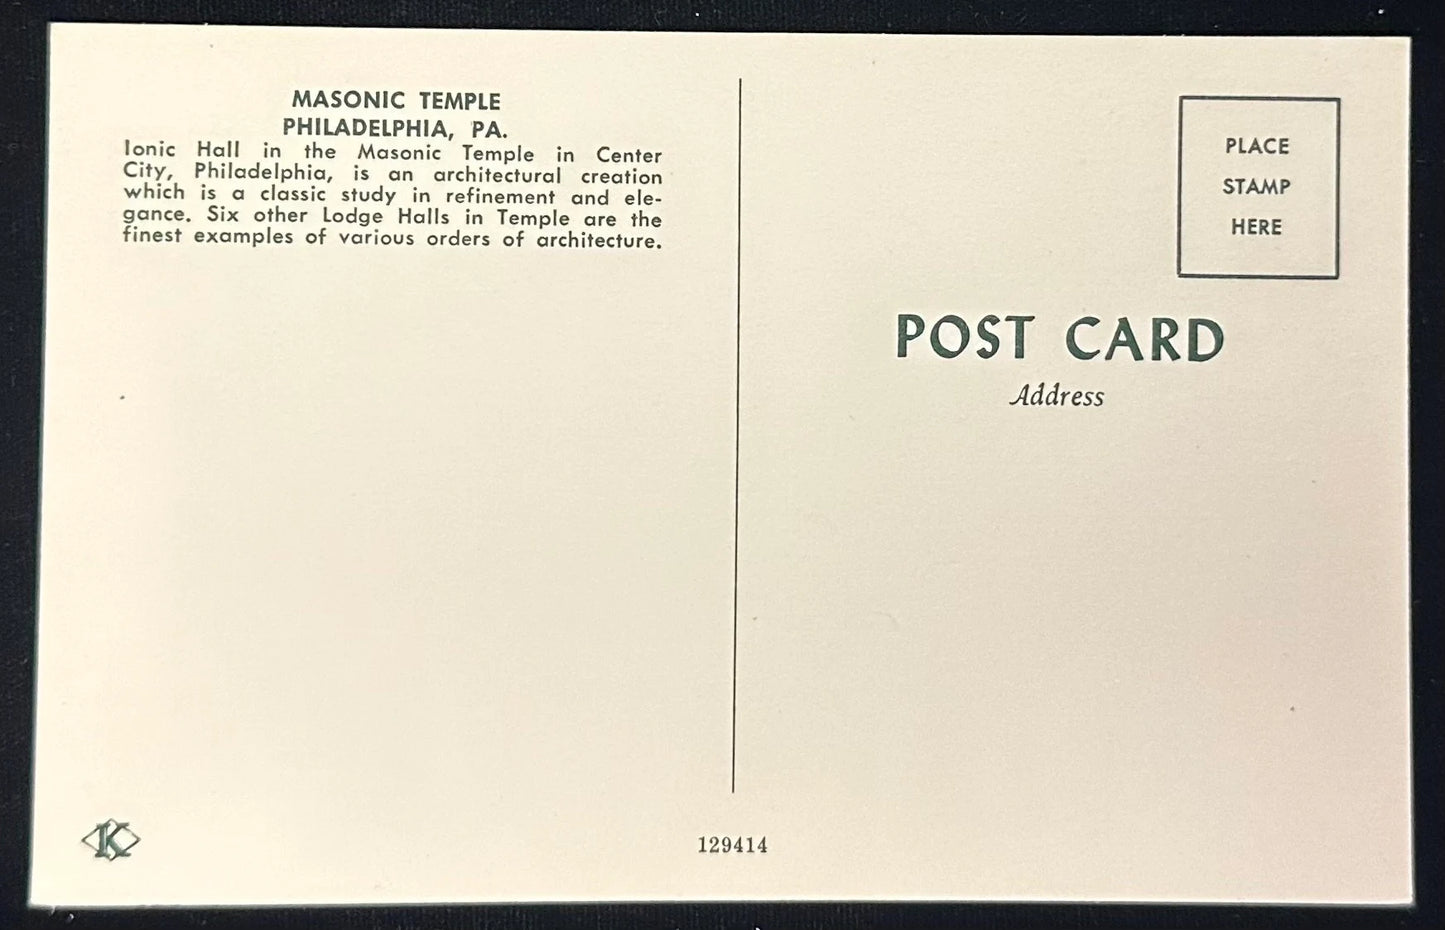 MASONIC TEMPLE
PHILADELPHIA, PA.
Ionic Hall in the Masonic Temple in Center
City, Philadelphia, is an architectural creation
which is a classic study in refinement and ele-
gance. Six other Lodge Halls in Temple are the
finest examples of various orders of architecture.
PLACE
STAMP
HERE
POST CARD
Address
K
129414